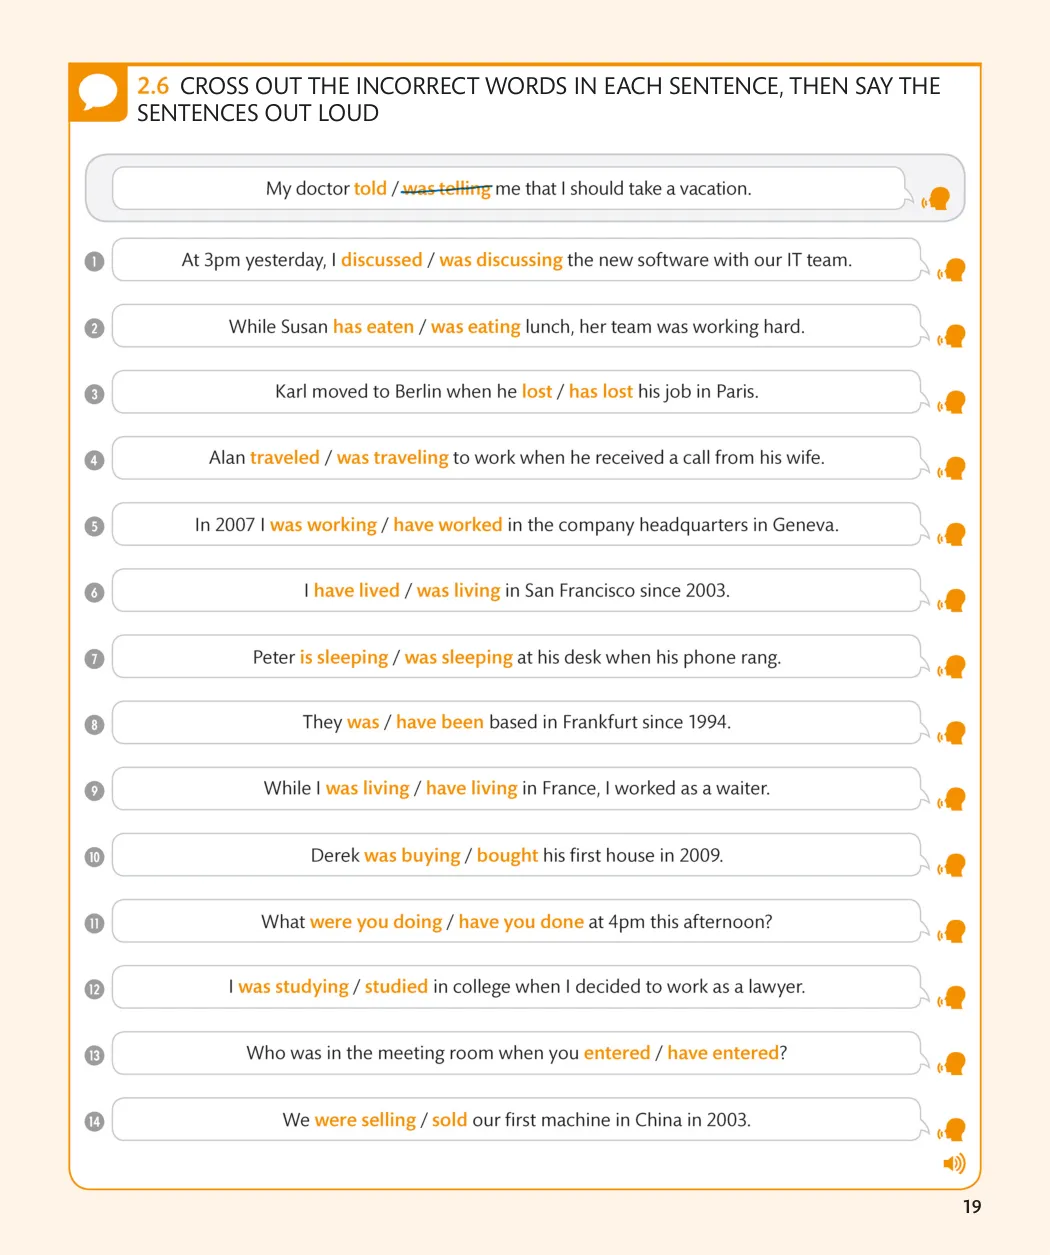 2.6 CROSS OUT THE INCORRECT WORDS IN EACH SENTENCE, THEN SAY THE
SENTENCES OUT LOUD
My doctor told / was telling me that I should take a vacation.
1 At 3pm yesterday, I discussed / was discussing the new software with our IT team.
2 While Susan has eaten / was eating lunch, her team was working hard.
3 Karl moved to Berlin when he lost / has lost his job in Paris.
4 Alan traveled / was traveling to work when he received a call from his wife.
5 In 2007 I was working / have worked in the company headquarters in Geneva.
6 I have lived / was living in San Francisco since 2003.
7 Peter is sleeping / was sleeping at his desk when his phone rang.
8 They was / have been based in Frankfurt since 1994.
9 While I was living / have living in France, I worked as a waiter.
10 Derek was buying / bought his first house in 2009.
11 What were you doing / have you done at 4pm this afternoon?
12 I was studying / studied in college when I decided to work as a lawyer.
13 Who was in the meeting room when you entered / have entered?
14 We were selling / sold our first machine in China in 2003.
19